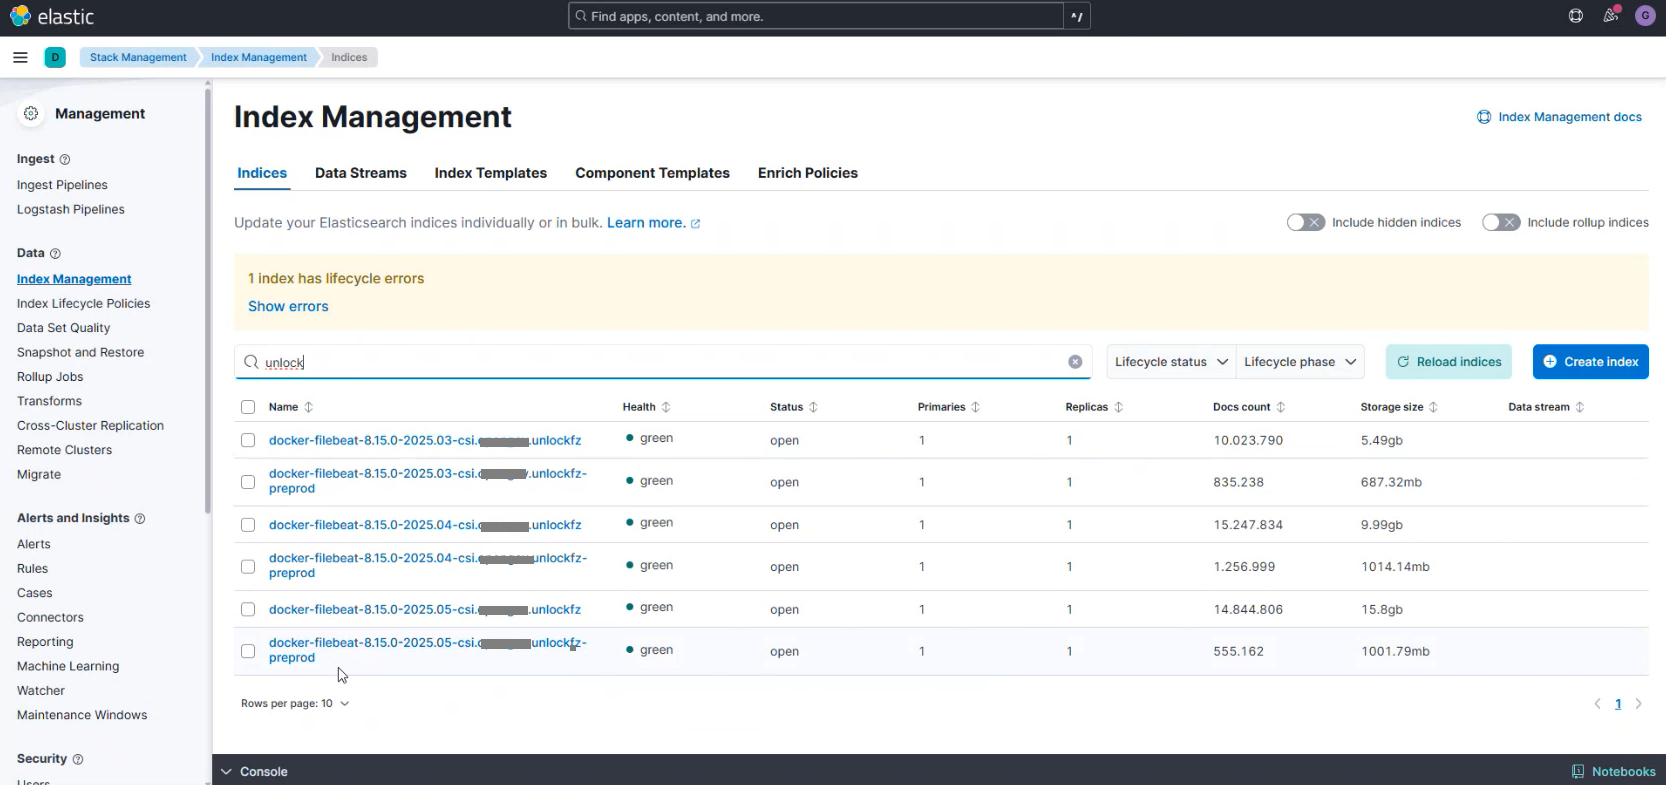 elastic
Find apps, content, and more.
^/
G
D
Stack Management
Index Management
Indices
Management
Ingest
Ingest Pipelines
Logstash Pipelines
Data
Index Management
Index Lifecycle Policies
Data Set Quality
Snapshot and Restore
Rollup Jobs
Transforms
Cross-Cluster Replication
Remote Clusters
Migrate
Alerts and Insights
Alerts
Rules
Cases
Connectors
Reporting
Machine Learning
Watcher
Maintenance Windows
Security
Users
Index Management
Index Management docs
Indices Data Streams Index Templates Component Templates Enrich Policies
Update your Elasticsearch indices individually or in bulk. Learn more.
Include hidden indices
Include rollup indices
1 index has lifecycle errors
Show errors
unlock
Lifecycle status
Lifecycle phase
Reload indices
Create index
Name Health Status Primaries Replicas Docs count Storage size Data stream
docker-filebeat-8.15.0-2025.03-csi. .unlockfz green open 1 1 10.023.790 5.49gb
docker-filebeat-8.15.0-2025.03-csi. .unlockfz-
preprod green open 1 1 835.238 687.32mb
docker-filebeat-8.15.0-2025.04-csi. .unlockfz green open 1 1 15.247.834 9.99gb
docker-filebeat-8.15.0-2025.04-csi. unlockfz-
preprod green open 1 1 1.256.999 1014.14mb
docker-filebeat-8.15.0-2025.05-csi. .unlockfz green open 1 1 14.844.806 15.8gb
docker-filebeat-8.15.0-2025.05-csi. unlockfz-
preprod green open 1 1 555.162 1001.79mb
Rows per page: 10
1
Console
Notebooks